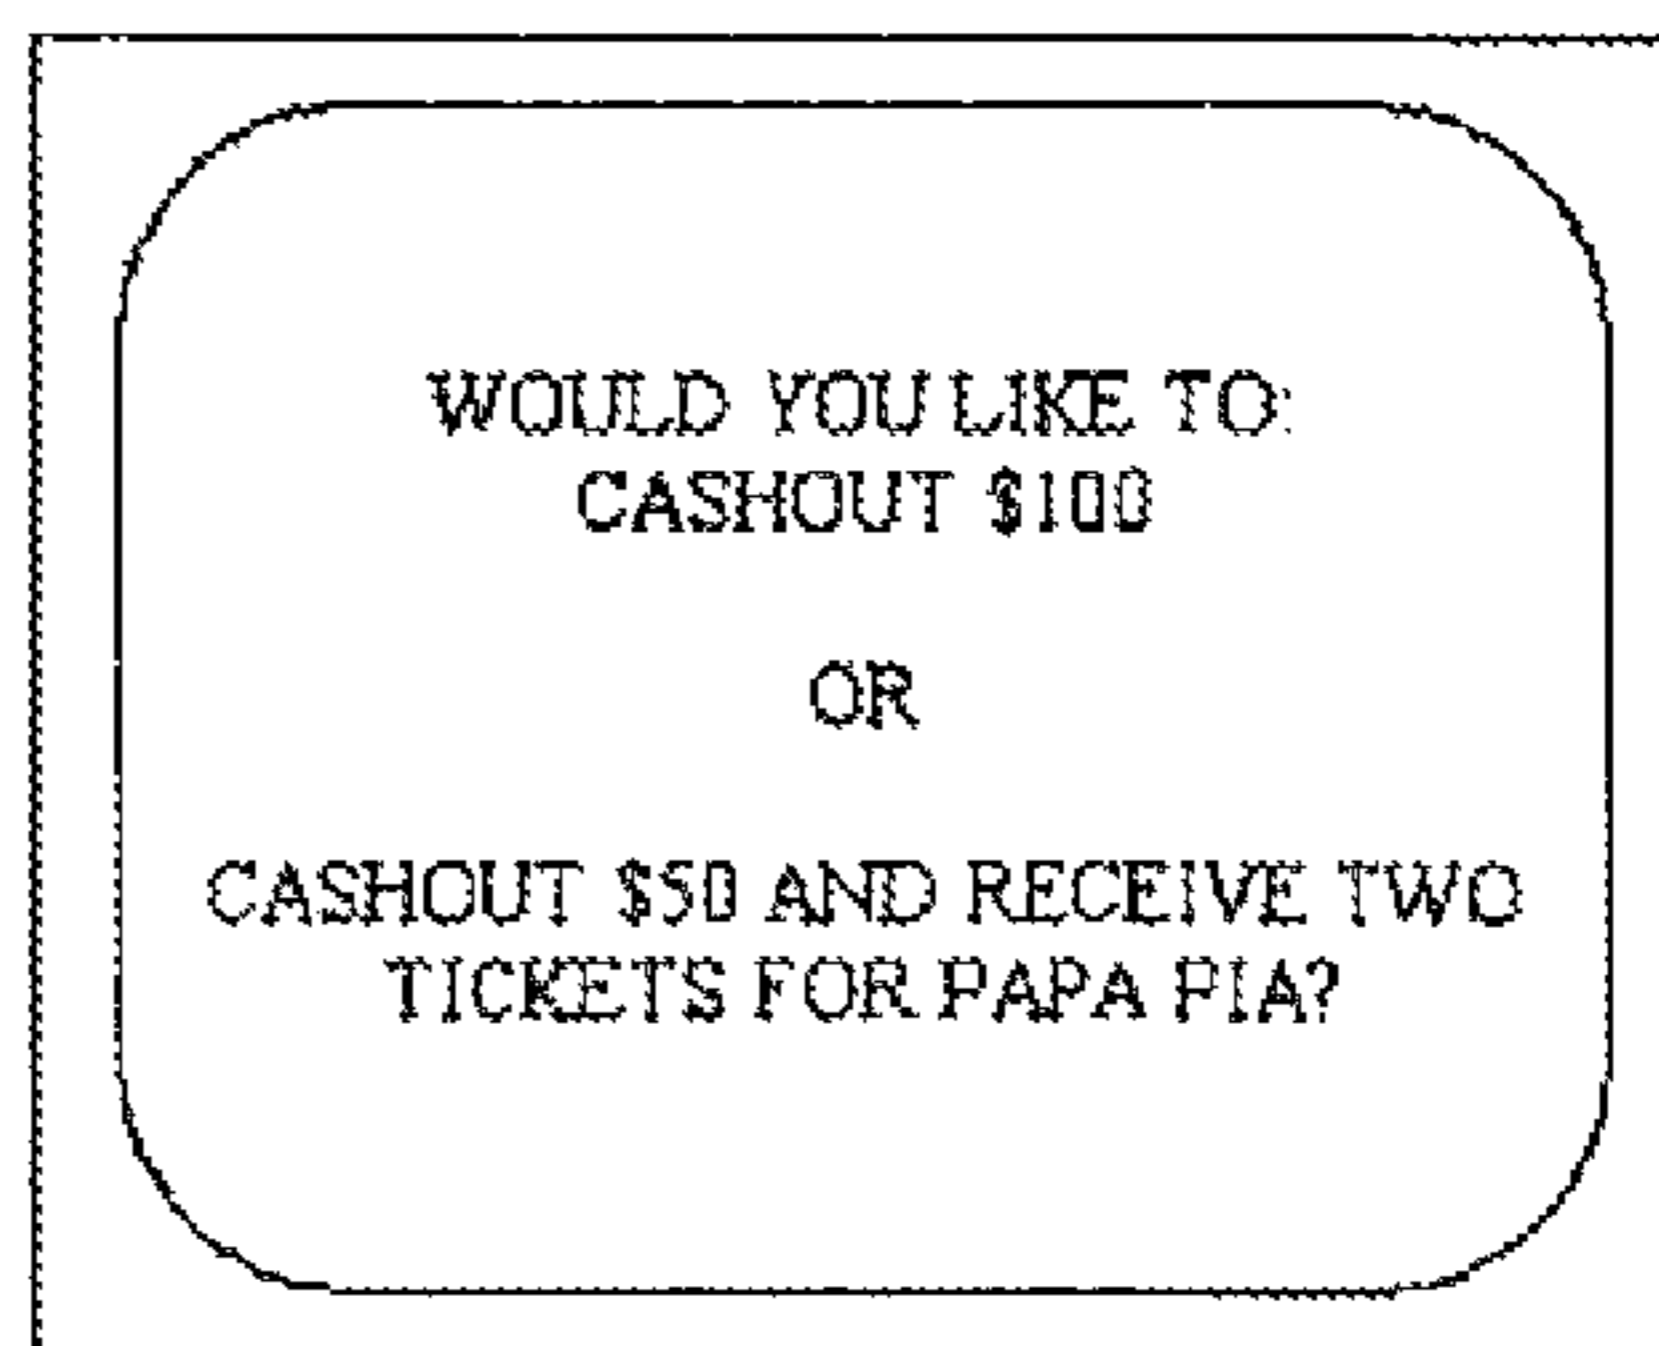 WOULD YOU LIKE TO:
CASHOUT $100
OR
CASHOUT $50 AND RECEIVE TWO
TICKETS FOR PAPA PIA?